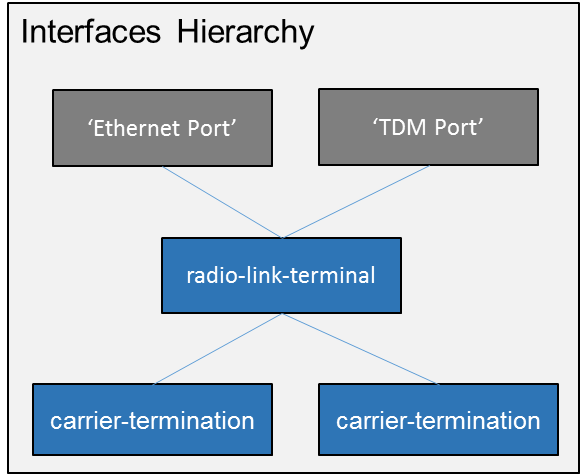 Interfaces Hierarchy
‘Ethernet Port’
‘TDM Port’
radio-link-terminal
carrier-termination
carrier-termination